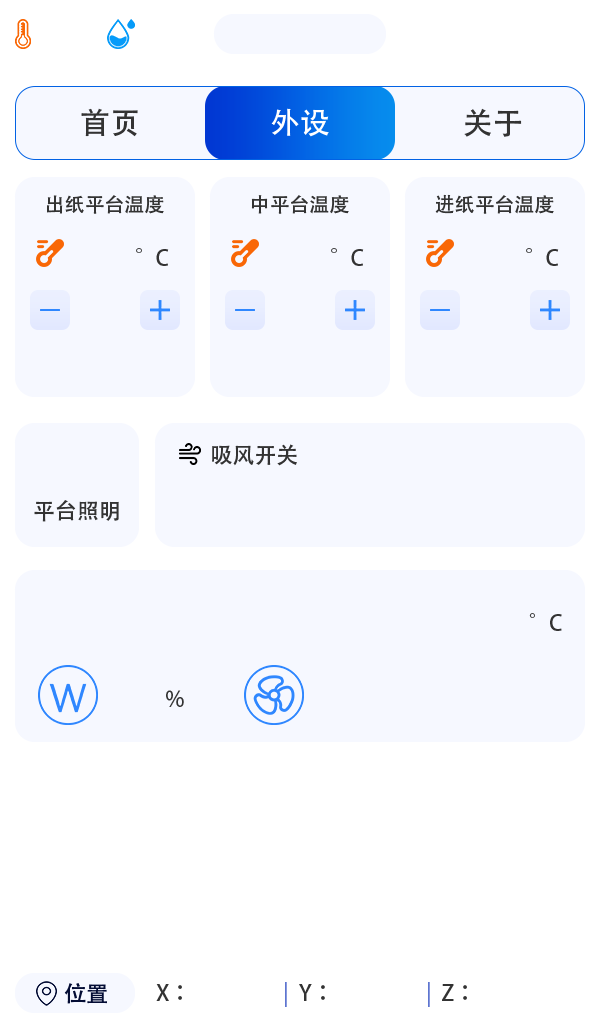 首页 外设 关于
出纸平台温度 中平台温度 进纸平台温度
°C °C °C
吸风开关
平台照明
°C
W % 
位置 X： Y： Z：